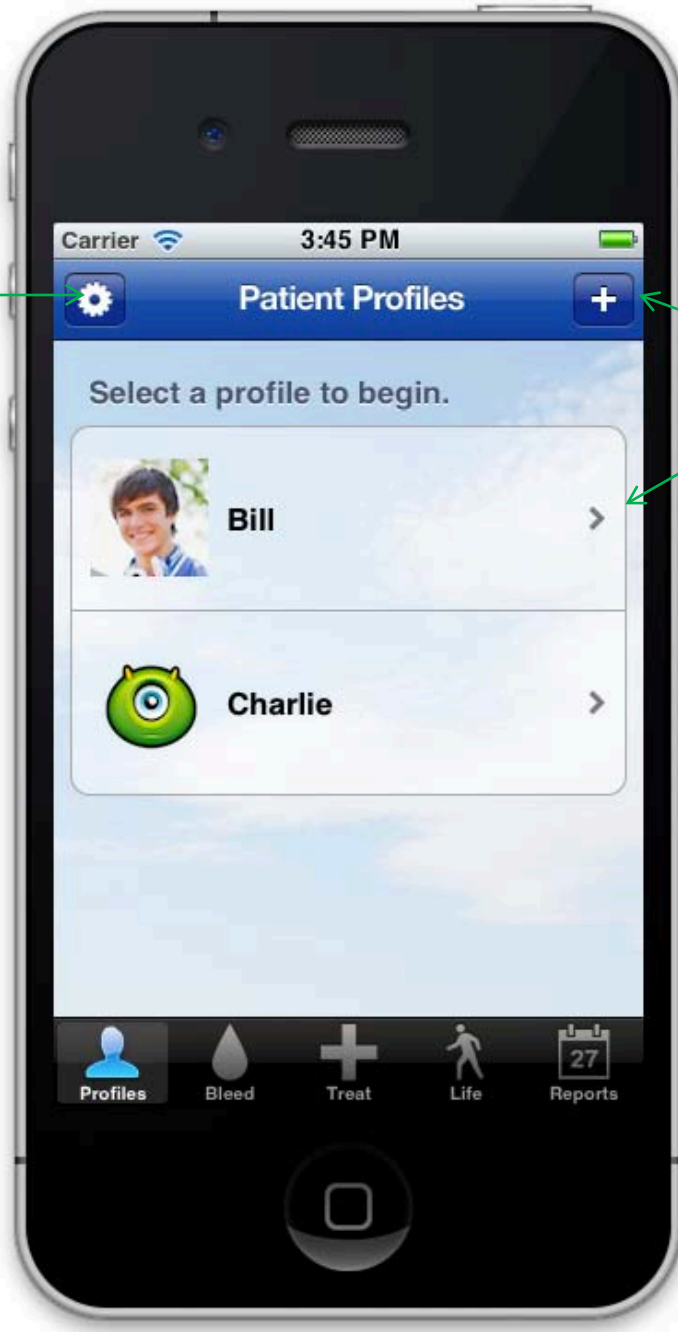 Carrier 3:45 PM
Patient Profiles +
Select a profile to begin.
Bill
Charlie
Profiles Bleed Treat Life 27 Reports